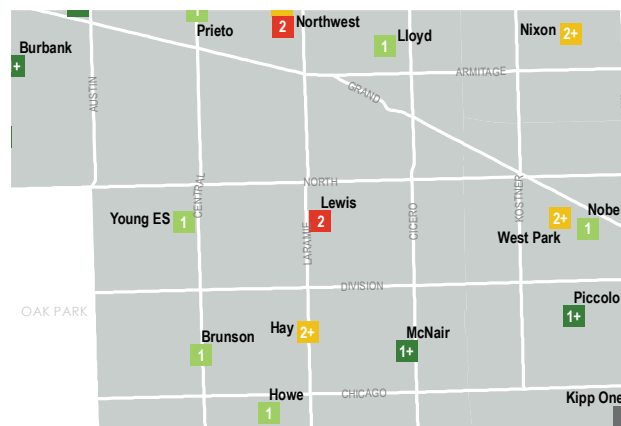 1
Prieto
2
Northwest
1
Lloyd
Nixon
2+
Burbank
+
ARMITAGE
AUSTIN
GRAND
NORTH
CENTRAL
KOSTNER
CICERO
LARAMIE
Young ES
1
Lewis
2
2+
Nobe
1
West Park
DIVISION
OAK PARK
Piccolo
1+
Hay
2+
Brunson
1
McNair
1+
Howe
1
CHICAGO
Kipp One